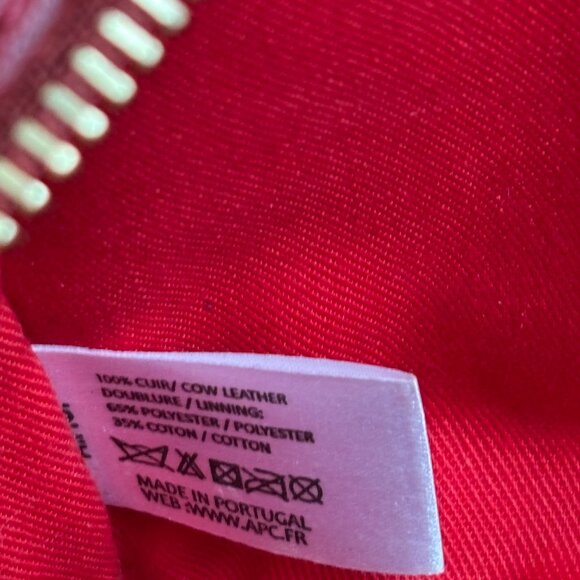 100% CUIR/ COW LEATHER
DOUBLURE / LINNING:
65% POLYESTER / POLYESTER
35% COTON / COTTON
MADE IN PORTUGAL
WEB :WWW.APC.FR